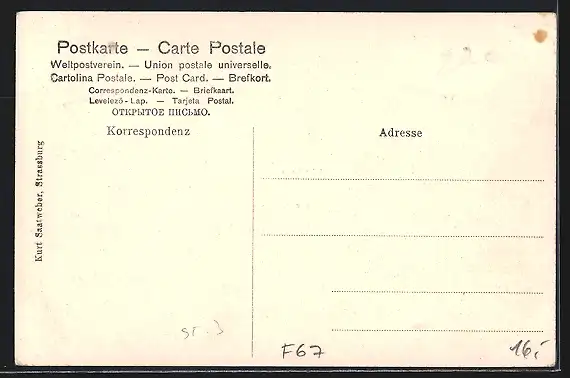 Postkarte — Carte Postale
Weltpostverein. — Union postale universelle.
Cartolina Postale. — Post Card. — Brefkort.
Correspondenz-Karte. — Briefkaart.
Levelező-Lap. — Tarjeta Postal.
ОТКРЫТОЕ ПИСЬМО.
Korrespondenz
Adresse
Kurt Saatweber, Strassburg
F67
16,-